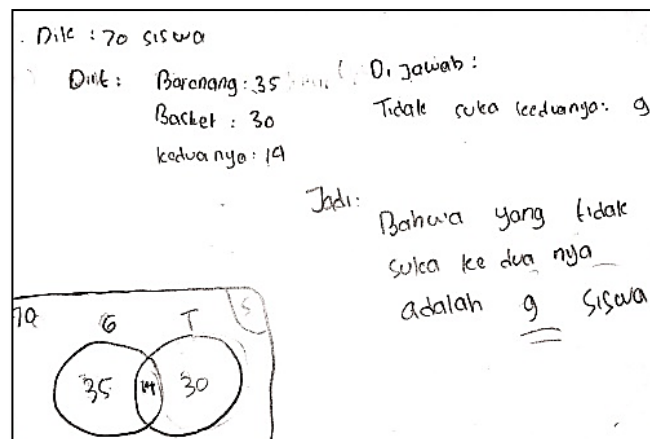 Dik : 70 siswa
Dit : Berenang : 35
Basket : 30
keduanya : 14
Di jawab :
Tidak suka keduanya : 9
Jadi :
Bahwa yang tidak
suka ke dua nya
adalah 9 siswa
70 G T S
35 14 30